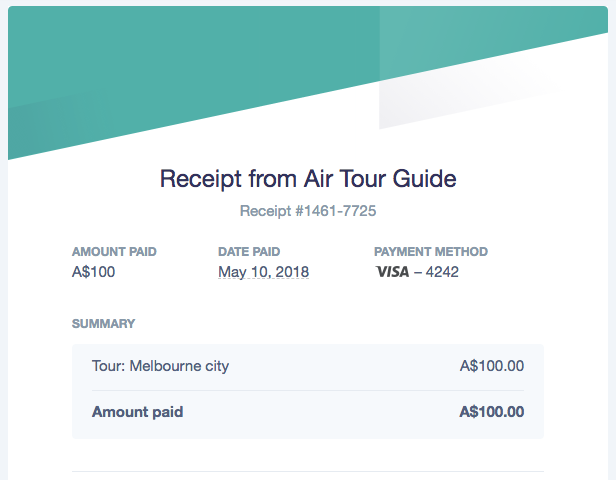 Receipt from Air Tour Guide
Receipt #1461-7725
AMOUNT PAID DATE PAID PAYMENT METHOD
A$100 May 10, 2018 VISA – 4242
SUMMARY
Tour: Melbourne city A$100.00
Amount paid A$100.00